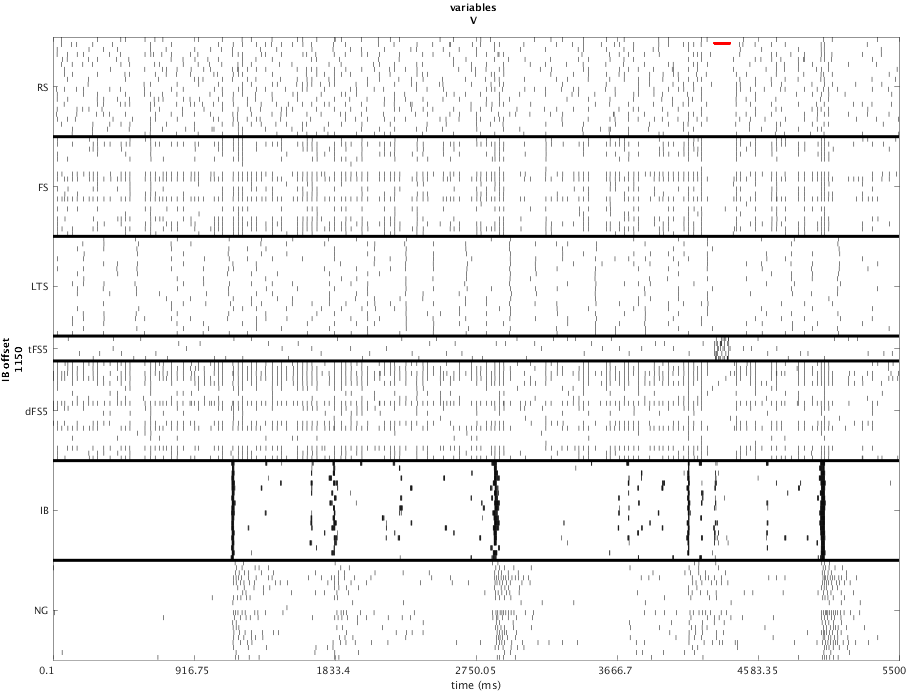 variables
V
RS
FS
LTS
tFS5
dFS5
IB
NG
IB offset
1150
0.1 916.75 1833.4 2750.05 3666.7 4583.35 5500
time (ms)